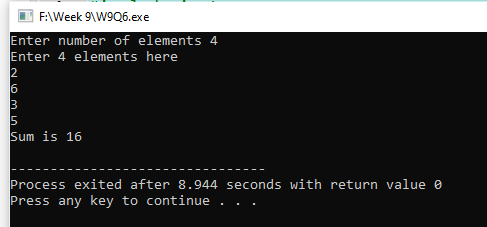 F:\Week 9\W9Q6.exe
Enter number of elements 4
Enter 4 elements here
2
6
3
5
Sum is 16
--------------------------------
Process exited after 8.944 seconds with return value 0
Press any key to continue . . .